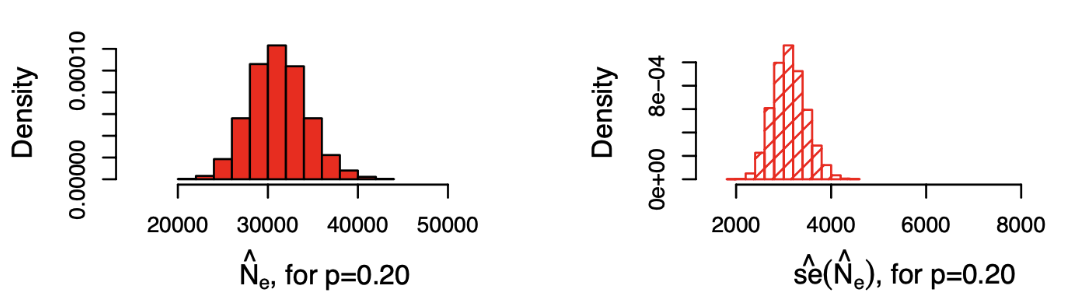 Density
0.00000 0.00010
20000 30000 40000 50000
N̂ₑ, for p=0.20
Density
0e+00 8e−04
2000 4000 6000 8000
sê(N̂ₑ), for p=0.20